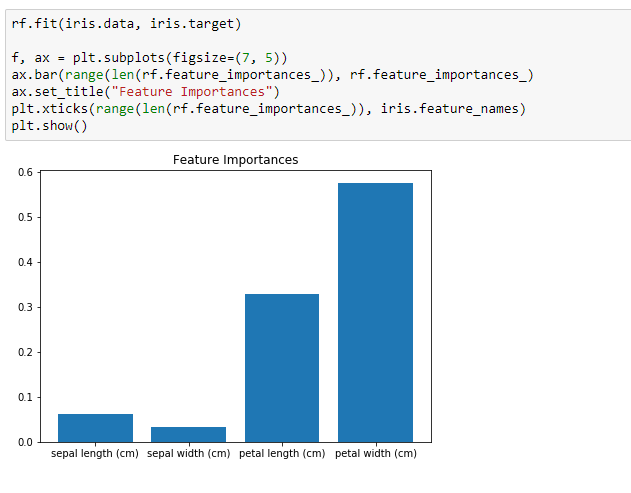 rf.fit(iris.data, iris.target)
f, ax = plt.subplots(figsize=(7, 5))
ax.bar(range(len(rf.feature_importances_)), rf.feature_importances_)
ax.set_title("Feature Importances")
plt.xticks(range(len(rf.feature_importances_)), iris.feature_names)
plt.show()
Feature Importances
0.6
0.5
0.4
0.3
0.2
0.1
0.0
sepal length (cm) sepal width (cm) petal length (cm) petal width (cm)